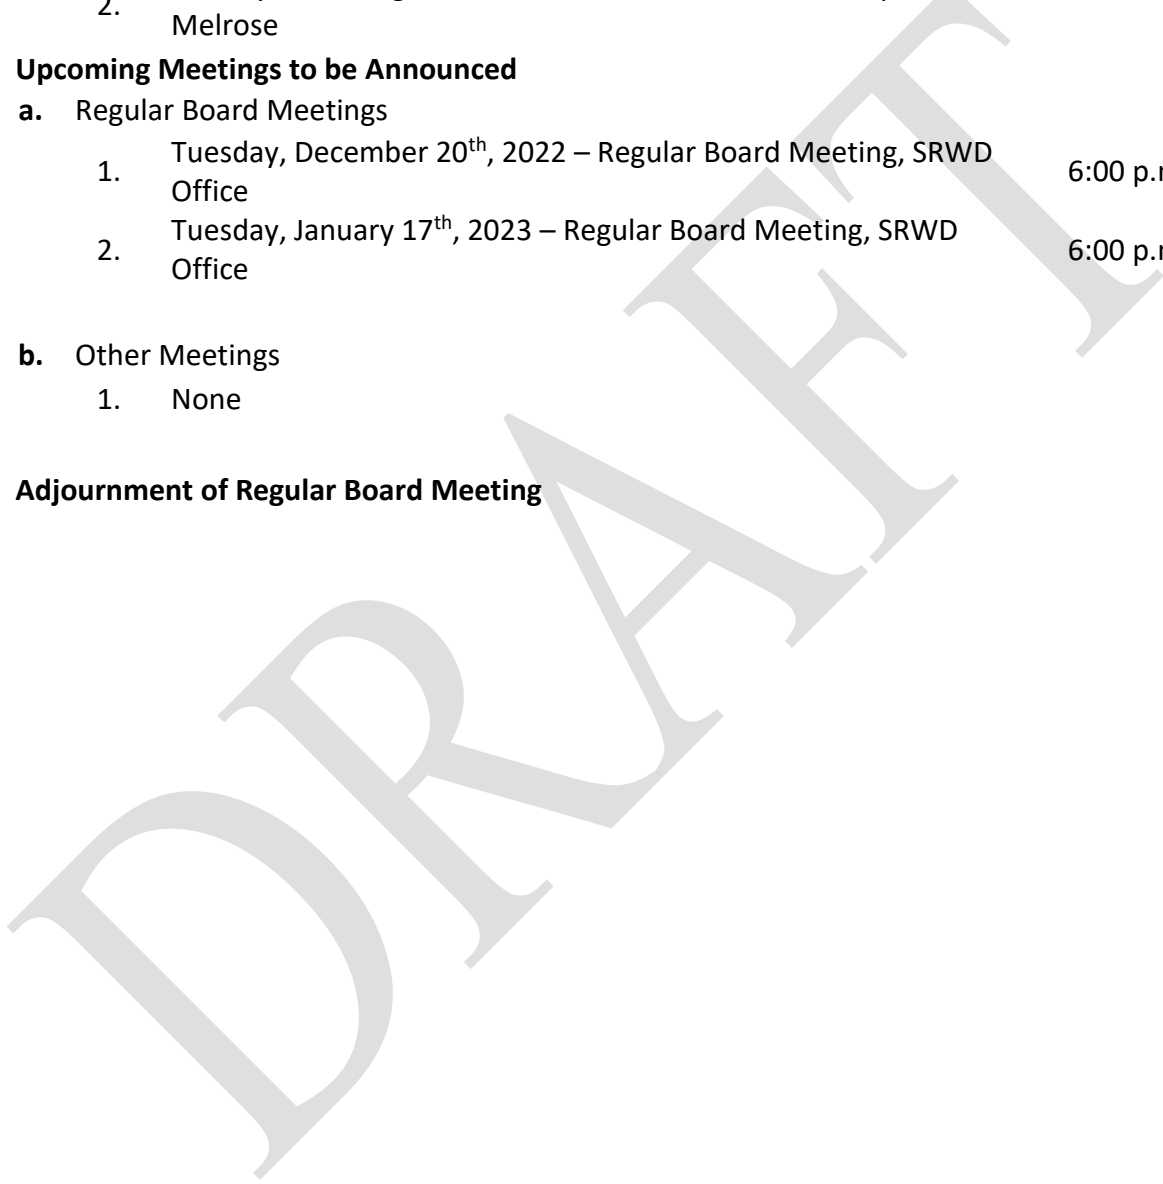 2.
Melrose
Upcoming Meetings to be Announced
a. Regular Board Meetings
1. Tuesday, December 20th, 2022 – Regular Board Meeting, SRWD
Office
6:00 p.
2. Tuesday, January 17th, 2023 – Regular Board Meeting, SRWD
Office
6:00 p.
b. Other Meetings
1. None
Adjournment of Regular Board Meeting
DRAFT